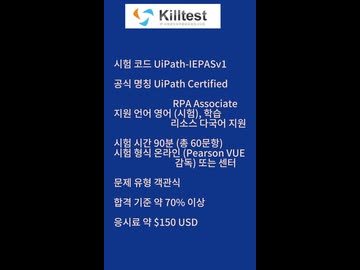 Killtest
시험 코드 UiPath-IEPASv1
공식 명칭 UiPath Certified
RPA Associate
지원 언어 영어 (시험), 학습
리소스 다국어 지원
시험 시간 90분 (총 60문항)
시험 형식 온라인 (Pearson VUE
감독) 또는 센터
문제 유형 객관식
합격 기준 약 70% 이상
응시료 약 $150 USD